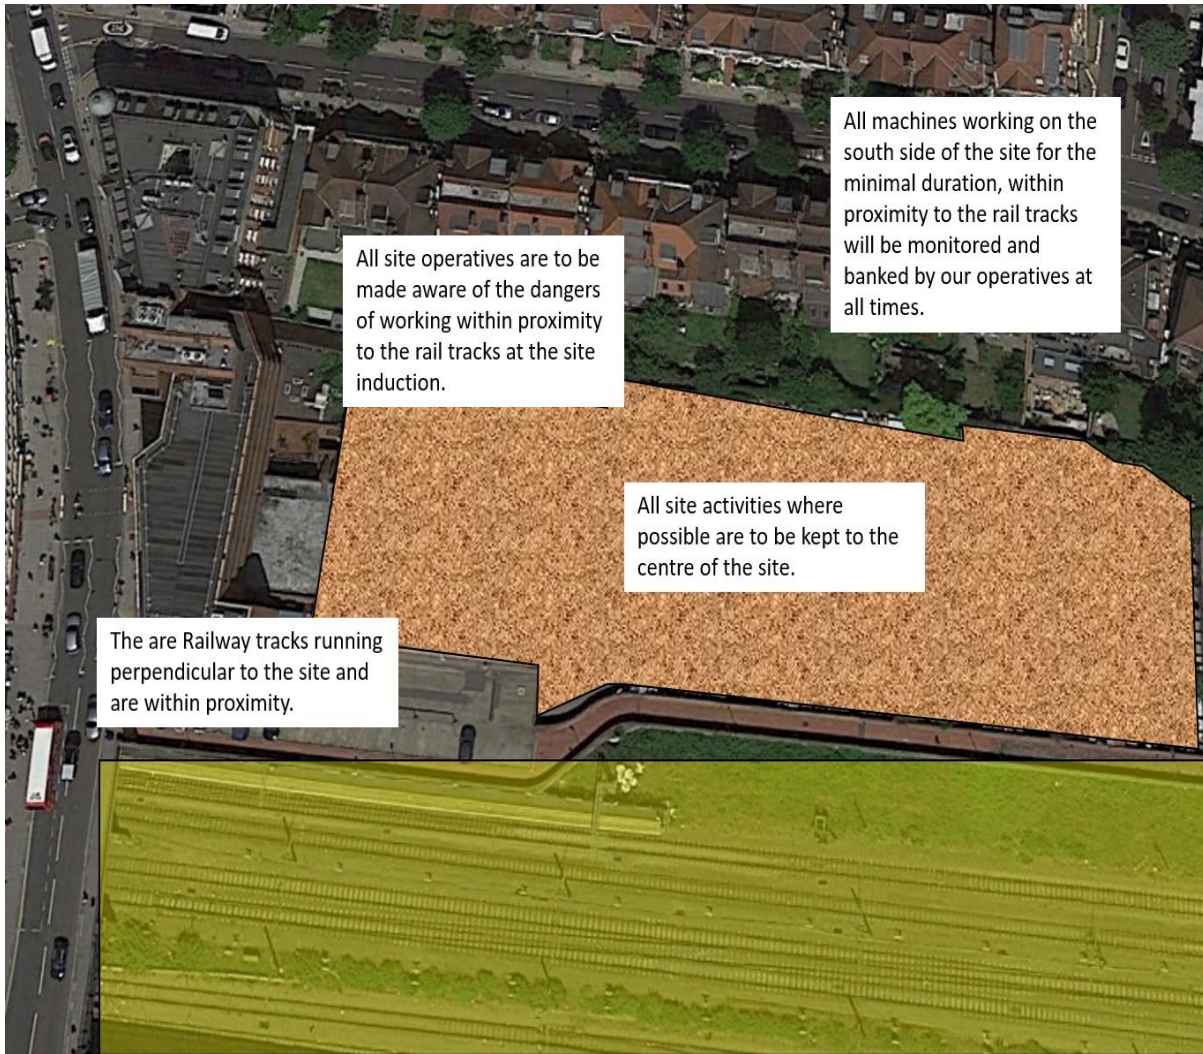 All machines working on the
south side of the site for the
minimal duration, within
proximity to the rail tracks
will be monitored and
banked by our operatives at
all times.
All site operatives are to be
made aware of the dangers
of working within proximity
to the rail tracks at the site
induction.
All site activities where
possible are to be kept to the
centre of the site.
The are Railway tracks running
perpendicular to the site and
are within proximity.